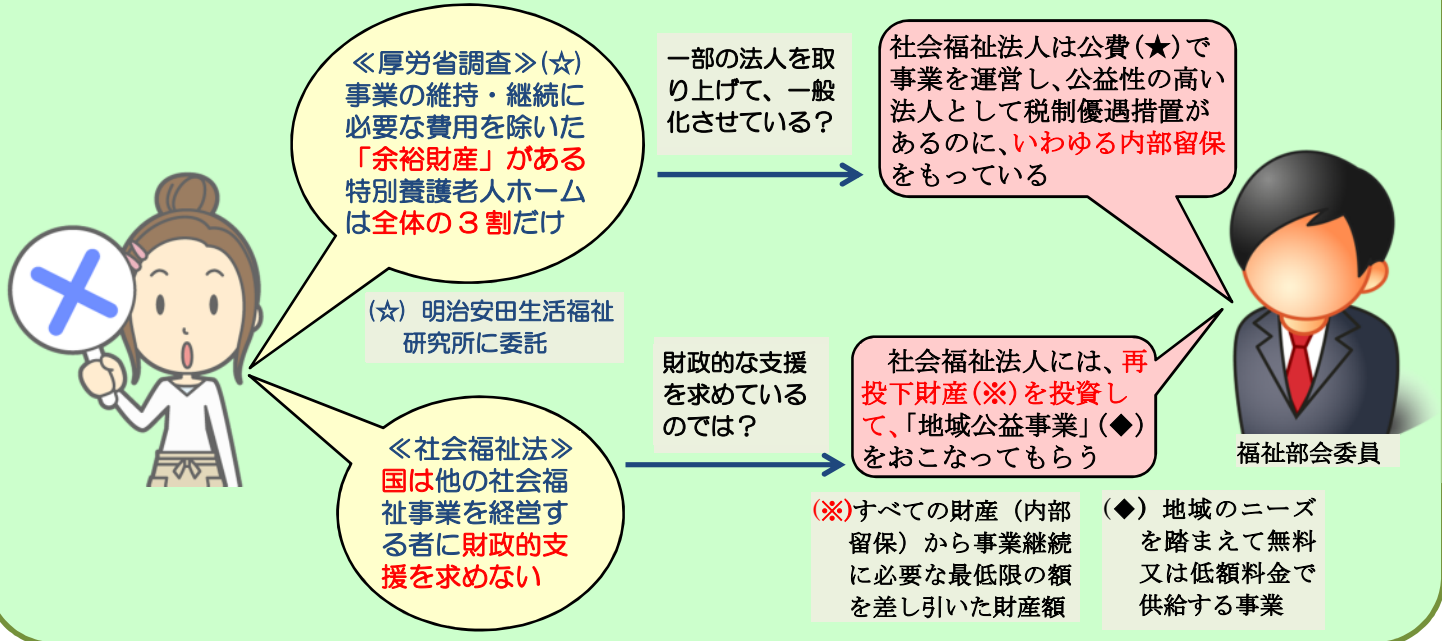 ≪厚労省調査≫(☆)
事業の維持・継続に
必要な費用を除いた
「余裕財産」がある
特別養護老人ホーム
は全体の３割だけ
一部の法人を取
り上げて、一般
化させている？
社会福祉法人は公費(★)で
事業を運営し、公益性の高い
法人として税制優遇措置が
あるのに、いわゆる内部留保
をもっている
(☆) 明治安田生活福祉
研究所に委託
≪社会福祉法≫
国は他の社会福
祉事業を経営す
る者に財政的支
援を求めない
財政的な支援
を求めている
のでは？
社会福祉法人には、再
投下財産(※)を投資し
て、「地域公益事業」(◆)
をおこなってもらう
福祉部会委員
(※)すべての財産（内部
留保）から事業継続
に必要な最低限の額
を差し引いた財産額
(◆) 地域のニーズ
を踏まえて無料
又は低額料金で
供給する事業